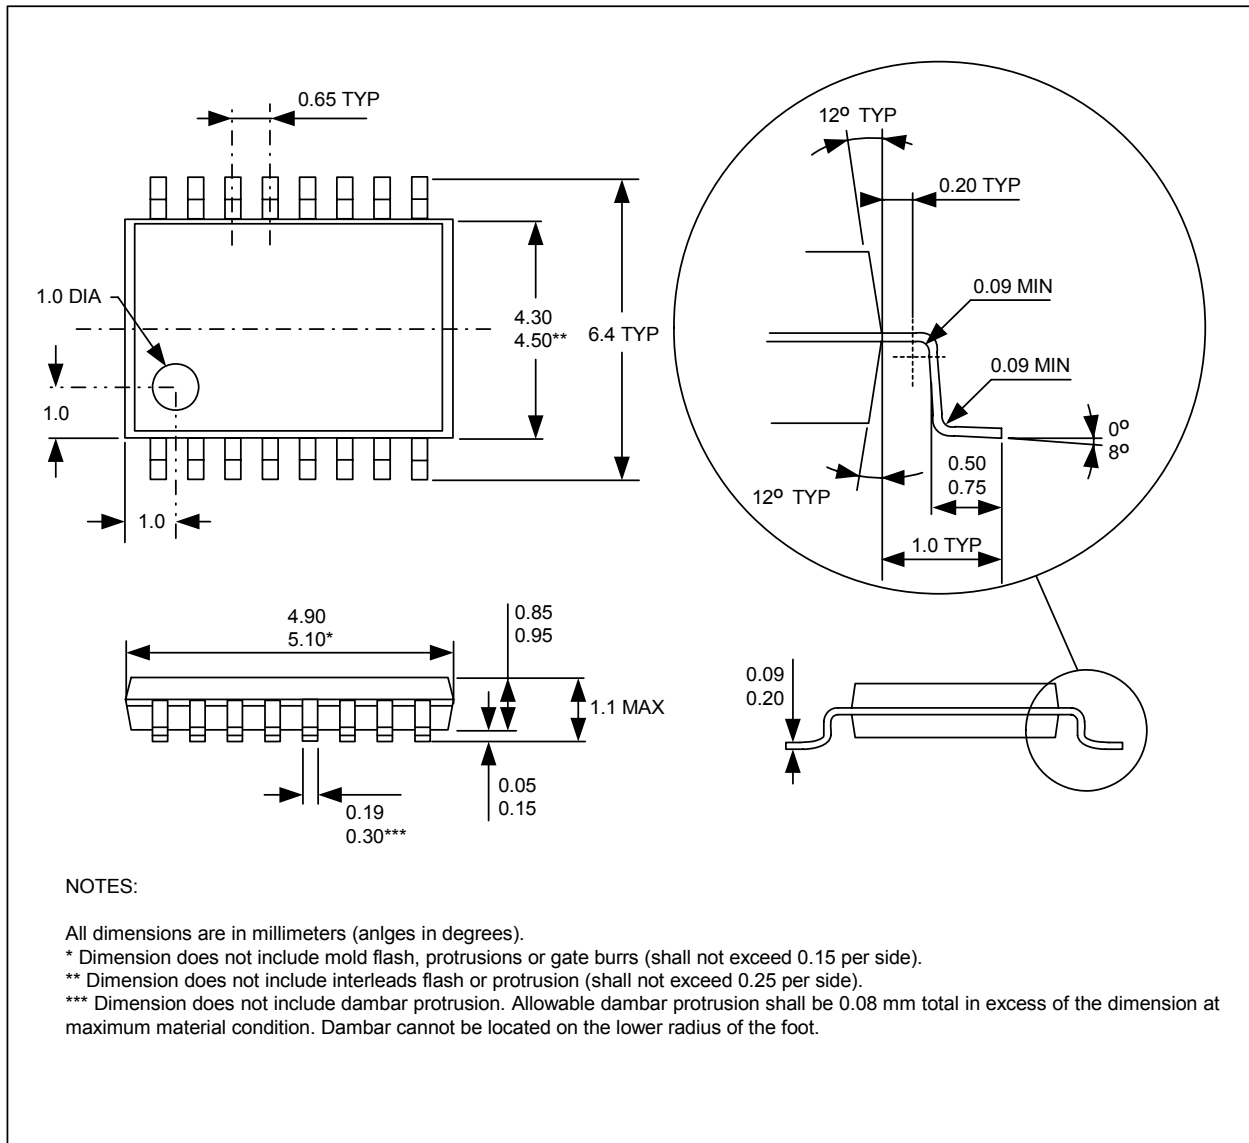 0.65 TYP
12º TYP
0.20 TYP
1.0 DIA
0.09 MIN
4.30
4.50**
6.4 TYP
0.09 MIN
1.0
0º
8º
0.50
0.75
12º TYP
1.0
1.0 TYP
4.90
5.10*
0.85
0.95
0.09
0.20
1.1 MAX
0.05
0.15
0.19
0.30***
NOTES:
All dimensions are in millimeters (anlges in degrees).
* Dimension does not include mold flash, protrusions or gate burrs (shall not exceed 0.15 per side).
** Dimension does not include interleads flash or protrusion (shall not exceed 0.25 per side).
*** Dimension does not include dambar protrusion. Allowable dambar protrusion shall be 0.08 mm total in excess of the dimension at
maximum material condition. Dambar cannot be located on the lower radius of the foot.